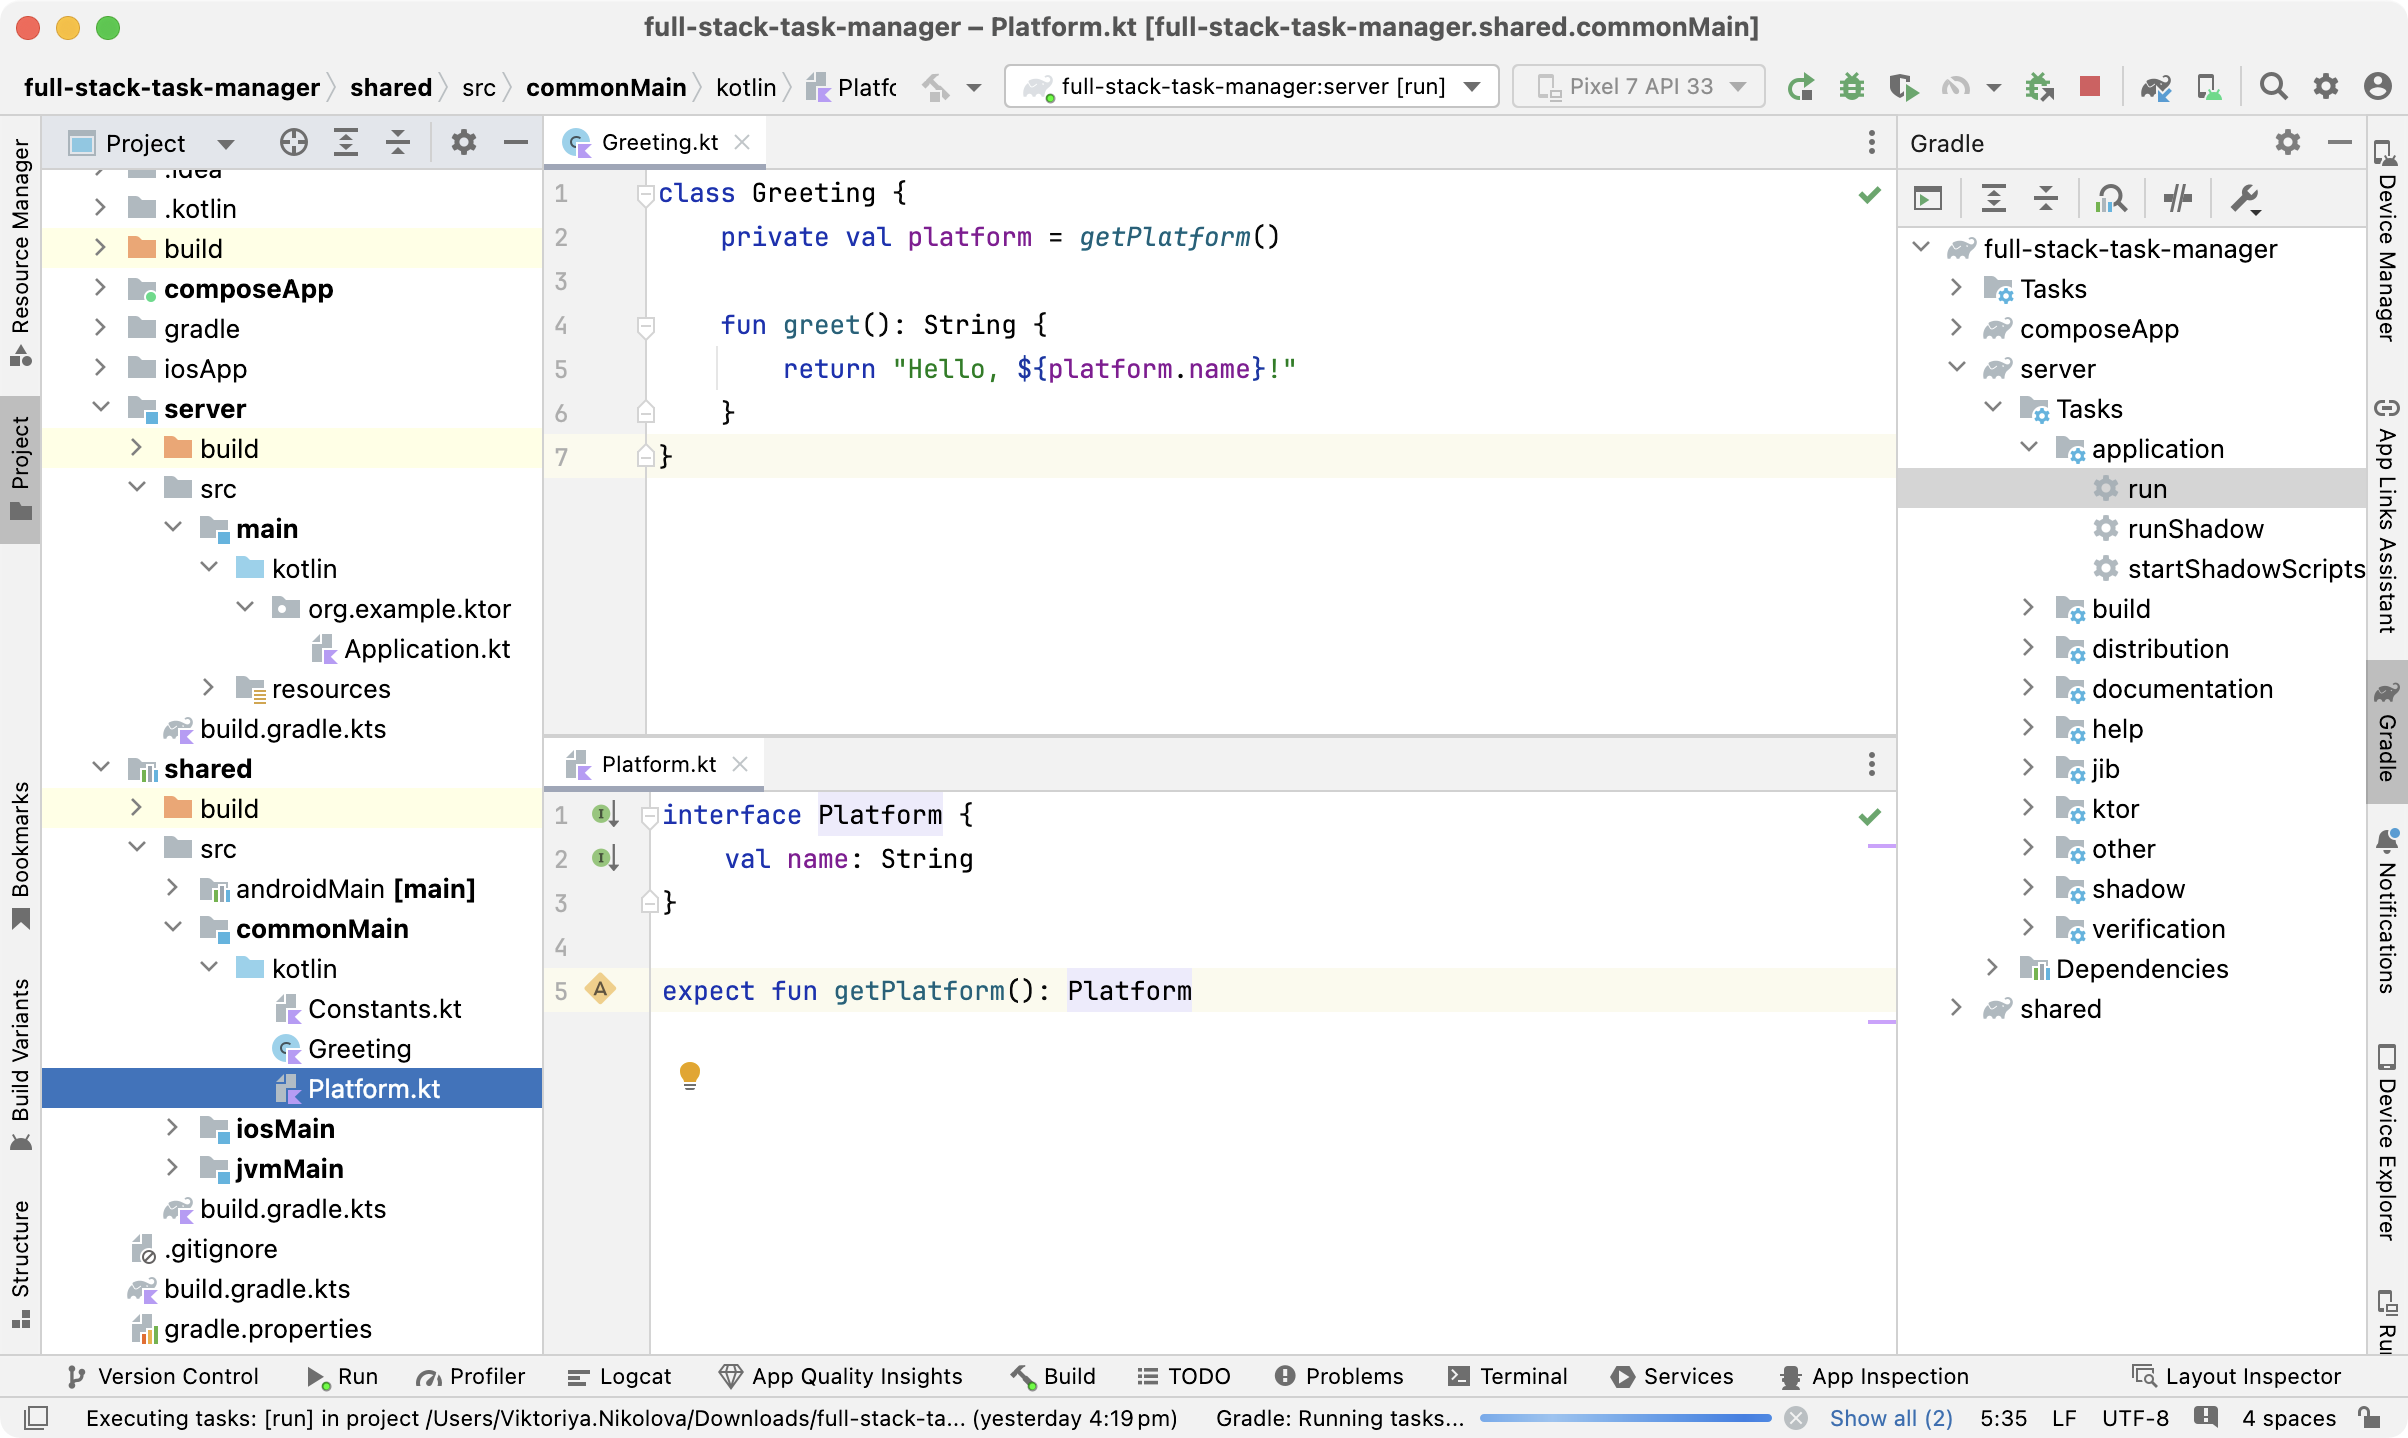 full-stack-task-manager – Platform.kt [full-stack-task-manager.shared.commonMain]
full-stack-task-manager shared src commonMain kotlin Platfo
full-stack-task-manager:server [run]
Pixel 7 API 33
Resource Manager
Project
Bookmarks
Build Variants
Structure
Project
.idea
.kotlin
build
composeApp
gradle
iosApp
server
build
src
main
kotlin
org.example.ktor
Application.kt
resources
build.gradle.kts
shared
build
src
androidMain [main]
commonMain
kotlin
Constants.kt
Greeting
Platform.kt
iosMain
jvmMain
build.gradle.kts
.gitignore
build.gradle.kts
gradle.properties
Greeting.kt
1 class Greeting {
2 private val platform = getPlatform()
3
4 fun greet(): String {
5 return "Hello, ${platform.name}!"
6 }
7 }
Platform.kt
1 interface Platform {
2 val name: String
3 }
4
5 expect fun getPlatform(): Platform
Gradle
full-stack-task-manager
Tasks
composeApp
server
Tasks
application
run
runShadow
startShadowScripts
build
distribution
documentation
help
jib
ktor
other
shadow
verification
Dependencies
shared
Device Manager
App Links Assistant
Gradle
Notifications
Device Explorer
Ru
Version Control Run Profiler Logcat App Quality Insights Build TODO Problems Terminal Services App Inspection Layout Inspector
Executing tasks: [run] in project /Users/Viktoriya.Nikolova/Downloads/full-stack-ta... (yesterday 4:19 pm) Gradle: Running tasks... Show all (2) 5:35 LF UTF-8 4 spaces